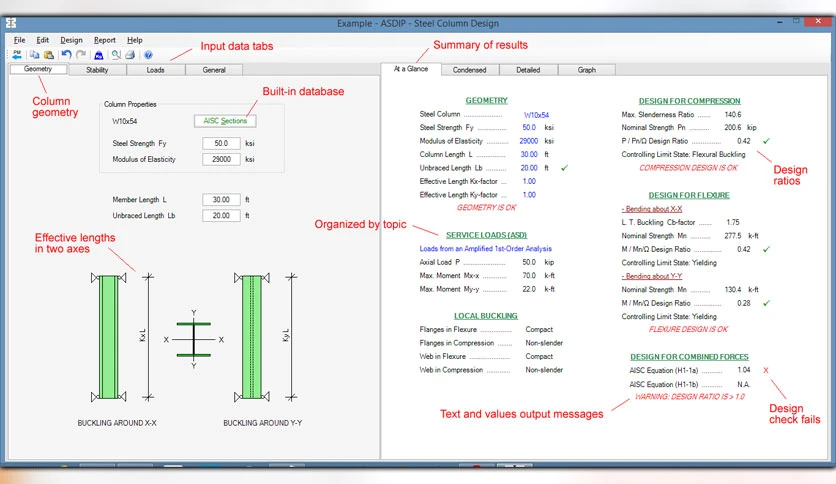 Example - ASDIP - Steel Column Design
File Edit Design Report Help
Input data tabs
Summary of results
Geometry Stability Loads General
At a Glance Condensed Detailed Graph
Column
geometry
Built-in database
Column Properties
W10x54 AISC Sections
Steel Strength Fy 50.0 ksi
Modulus of Elasticity 29000 ksi
Member Length L 30.00 ft
Unbraced Length Lb 20.00 ft
Effective lengths
in two axes
Kx L
Y
X X
Y
Ky L
BUCKLING AROUND X-X
BUCKLING AROUND Y-Y
GEOMETRY
Steel Column .................... W10x54
Steel Strength Fy ............... 50.0 ksi
Modulus of Elasticity ........... 29000 ksi
Column Length L ................. 30.00 ft
Unbraced Length Lb .............. 20.00 ft ✓
Effective Length Kx-factor ... 1.00
Effective Length Ky-factor ... 1.00
GEOMETRY IS OK
Organized by topic
SERVICE LOADS (ASD)
Loads from an Amplified 1st-Order Analysis
Axial Load P .................... 50.0 kip
Max. Moment Mx-x ............ 70.0 k-ft
Max. Moment My-y ............ 22.0 k-ft
LOCAL BUCKLING
Flanges in Flexure .............. Compact
Flanges in Compression ....... Non-slender
Web in Flexure .................. Compact
Web in Compression ........... Non-slender
Text and values output messages
DESIGN FOR COMPRESSION
Max. Slenderness Ratio ...... 140.6
Nominal Strength Pn .......... 200.6 kip
P / Pn/Ω Design Ratio ......... 0.42 ✓
Controlling Limit State: Flexural Buckling
COMPRESSION DESIGN IS OK
Design
ratios
DESIGN FOR FLEXURE
- Bending about X-X
L. T. Buckling Cb-factor ...... 1.75
Nominal Strength Mn .......... 277.5 k-ft
M / Mn/Ω Design Ratio ......... 0.42 ✓
Controlling Limit State: Yielding
- Bending about Y-Y
Nominal Strength Mn .......... 130.4 k-ft
M / Mn/Ω Design Ratio ......... 0.28 ✓
Controlling Limit State: Yielding
FLEXURE DESIGN IS OK
DESIGN FOR COMBINED FORCES
AISC Equation (H1-1a) ......... 1.04 X
AISC Equation (H1-1b) ......... N.A.
WARNING: DESIGN RATIO IS > 1.0
Design
check fails